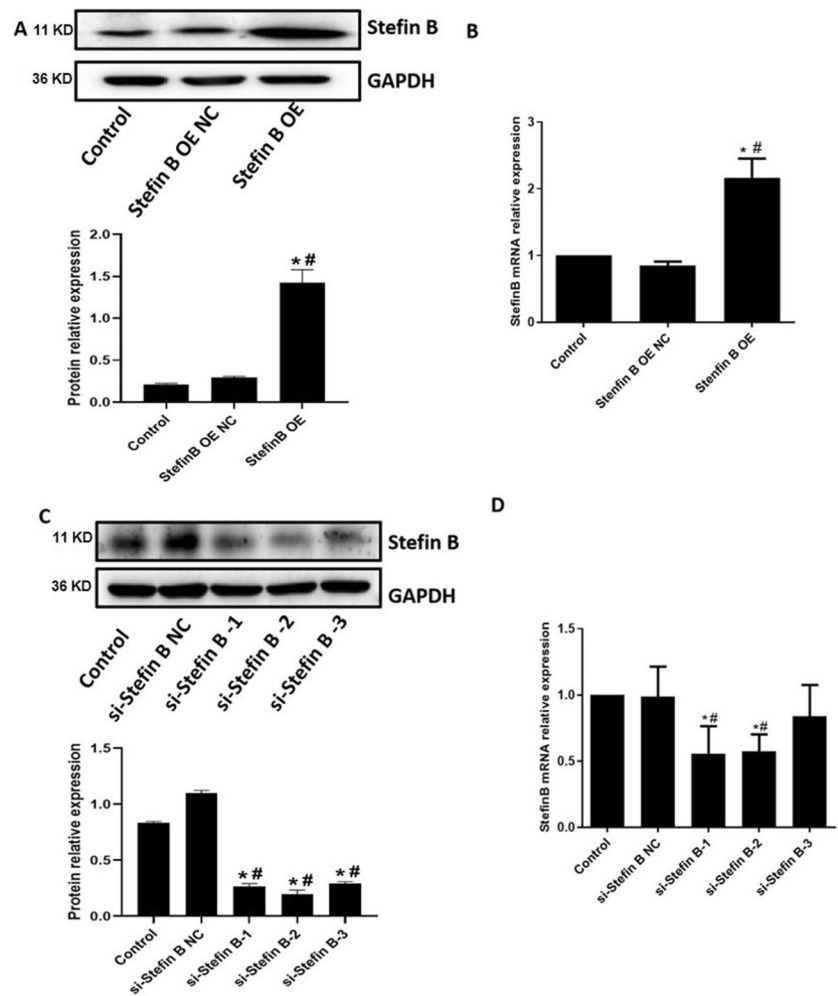 A
11 KD
Stefin B
36 KD
GAPDH
Control
Stefin B OE NC
Stefin B OE
Protein relative expression
2.0
1.5
1.0
0.5
0.0
*#
Control
StefinB OE NC
StefinB OE
B
StefinB mRNA relative expression
3
2
1
0
* #
Control
Stenfin B OE NC
Stenfin B OE
C
11 KD
Stefin B
36 KD
GAPDH
Control
si-Stefin B NC
si-Stefin B -1
si-Stefin B -2
si-Stefin B -3
Protein relative expression
1.5
1.0
0.5
0.0
*#
*#
*#
Control
si-Stefin B NC
si-Stefin B-1
si-Stefin B-2
si-Stefin B-3
D
StefinB mRNA relative expression
1.5
1.0
0.5
0.0
*#
*#
Control
si-Stefin B NC
si-Stefin B-1
si-Stefin B-2
si-Stefin B-3